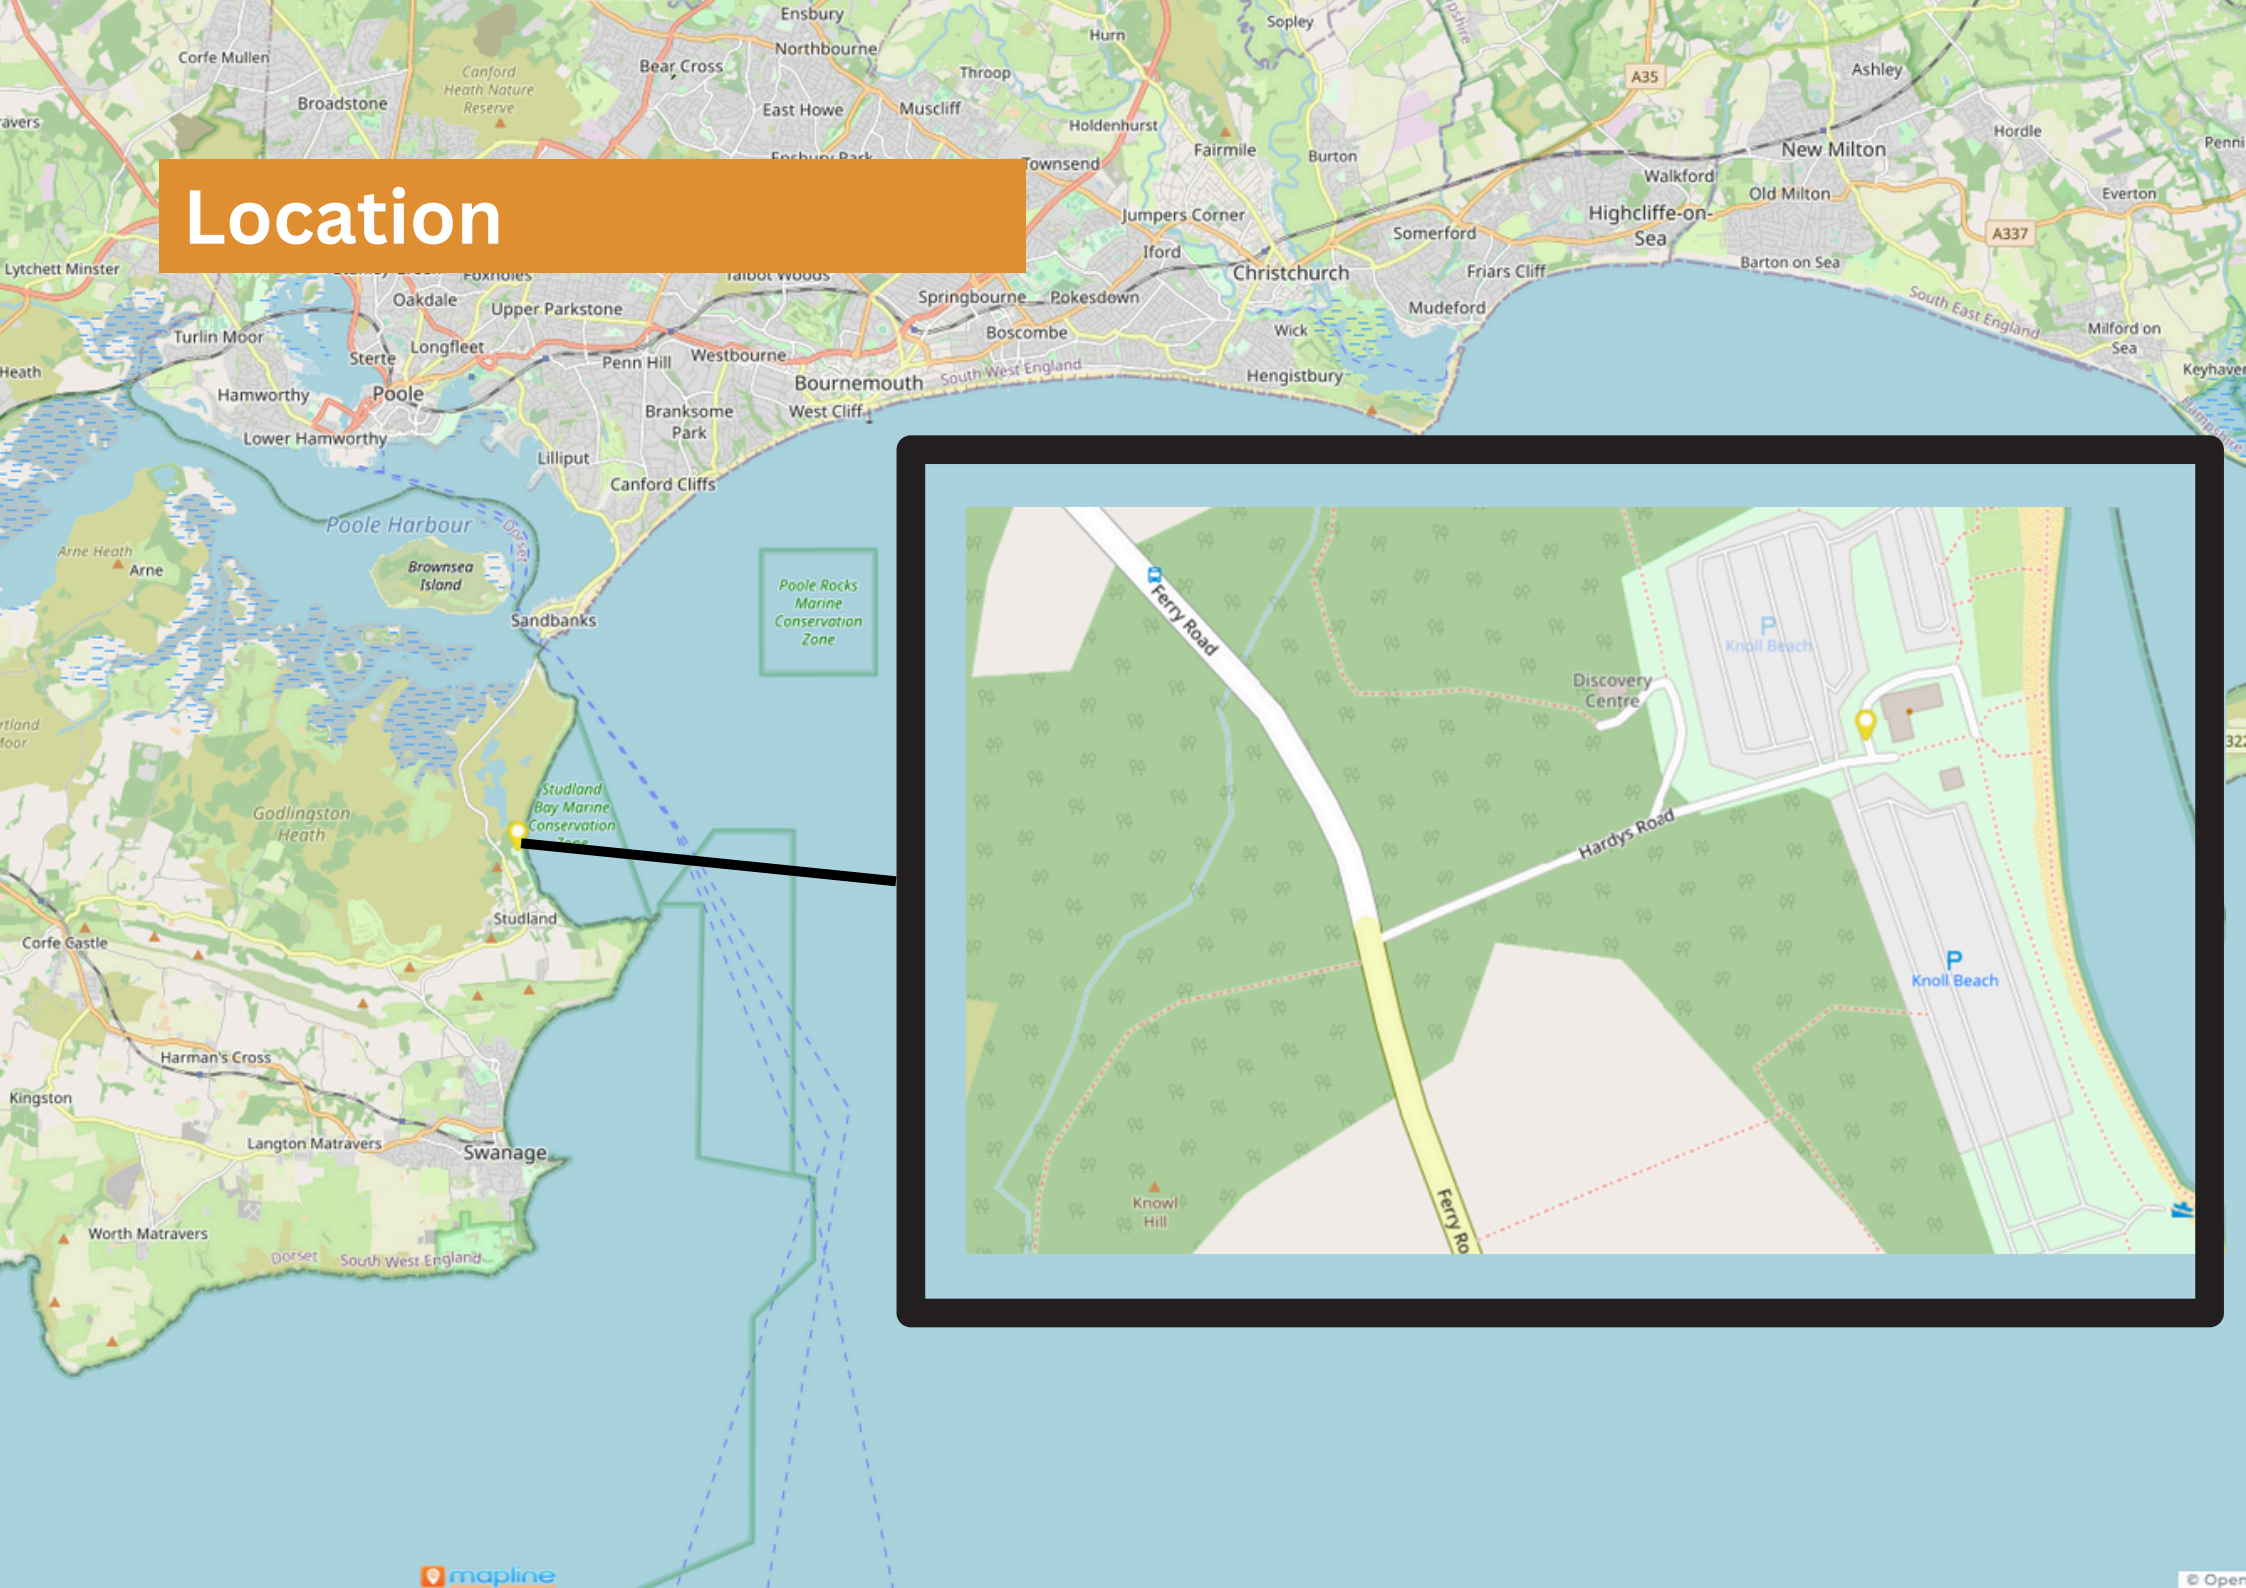 Ensbury
Sopley
Hurn
Corfe Mullen
Northbourne
Bear Cross
Throop
Canford
Heath Nature
Reserve
A35
Ashley
Broadstone
East Howe
Muscliff
Holdenhurst
Hordle
Fairmile
Burton
New Milton
Townsend
Walkford
Old Milton
Everton
Location
Jumpers Corner
Highcliffe-on-
Sea
Somerford
A337
Iford
Lytchett Minster
Christchurch
Friars Cliff
Barton on Sea
Talbot Woods
Oakdale
Upper Parkstone
Springbourne
Pokesdown
Mudeford
South East England
Turlin Moor
Sterte
Longfleet
Penn Hill
Westbourne
Boscombe
Wick
Milford on
Sea
Heath
Hamworthy
Poole
Bournemouth
South West England
Hengistbury
Branksome
Park
West Cliff
Lower Hamworthy
Lilliput
Canford Cliffs
Poole Harbour
Dorset
Arne Heath
Arne
Brownsea
Island
Sandbanks
Poole Rocks
Marine
Conservation
Zone
Studland
Bay Marine
Conservation
Zone
Godlingston
Heath
Studland
Corfe Castle
Harman's Cross
Kingston
Langton Matravers
Swanage
Worth Matravers
Dorset
South West England
Ferry Road
P
Knoll Beach
Discovery
Centre
Hardys Road
P
Knoll Beach
Knowl
Hill
Ferry Ro
mapline
© Open